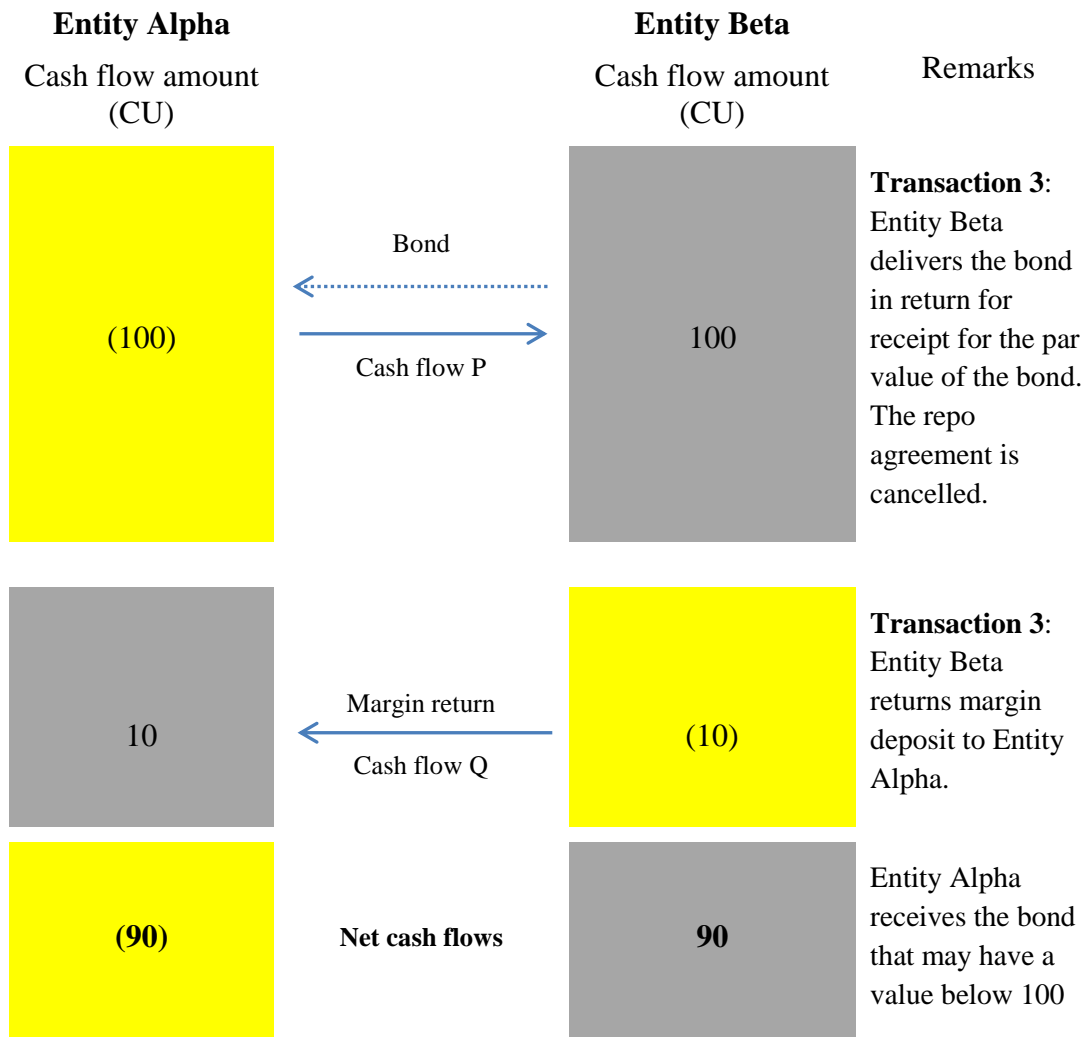 Entity Alpha
Entity Beta
Cash flow amount
(CU)
Cash flow amount
(CU)
Remarks
(100)
Bond
Cash flow P
100
Transaction 3:
Entity Beta
delivers the bond
in return for
receipt for the par
value of the bond.
The repo
agreement is
cancelled.
10
Margin return
Cash flow Q
(10)
Transaction 3:
Entity Beta
returns margin
deposit to Entity
Alpha.
(90)
Net cash flows
90
Entity Alpha
receives the bond
that may have a
value below 100